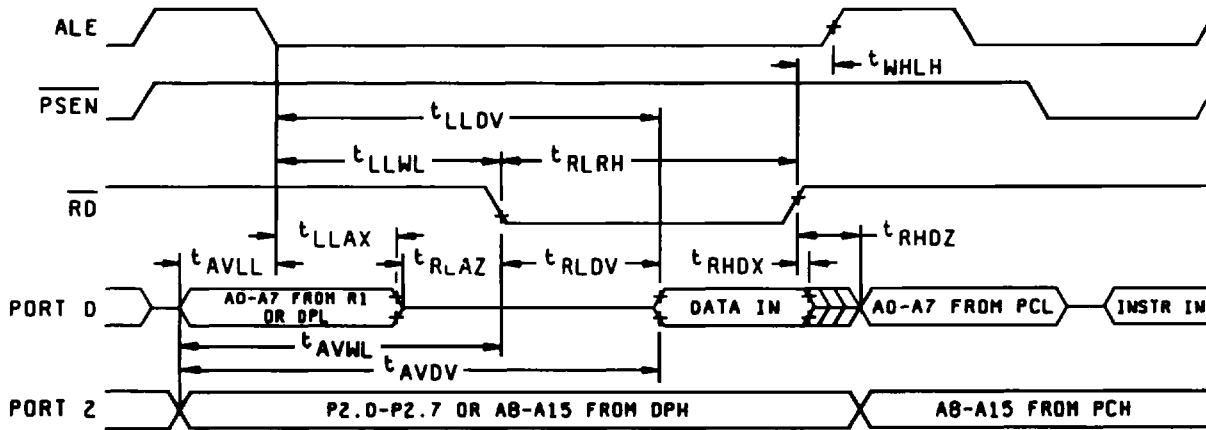 ALE
tWHLH
PSEN
tLLDV
tLLWL
tRLRH
RD
tLLAX
tRHDZ
tAVLL
tRLAZ
tRLDV
tRHDX
PORT 0
A0-A7 FROM R1
OR DPL
DATA IN
A0-A7 FROM PCL
INSTR IN
tAVWL
tAVDV
PORT 2
P2.0-P2.7 OR A8-A15 FROM DPH
A8-A15 FROM PCH